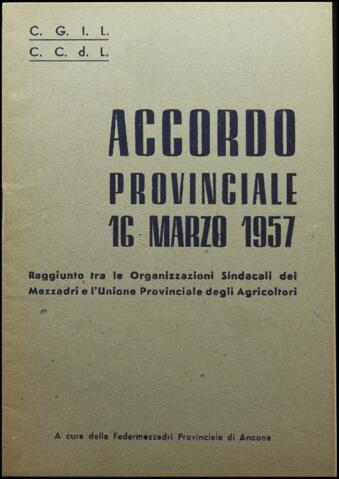 C. G. I. L.
C. C. d. L.
ACCORDO
PROVINCIALE
16 MARZO 1957
Raggiunto tra le Organizzazioni Sindacali dei
Mezzadri e l'Unione Provinciale degli Agricoltori
A cura della Federmezzadri Provinciale di Ancona